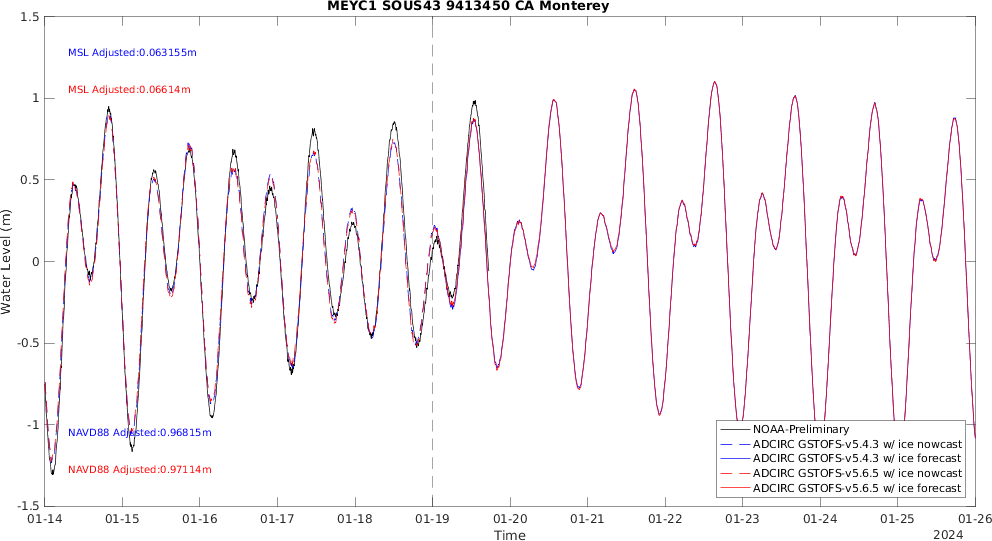 MEYC1 SOUS43 9413450 CA Monterey
1.5
1
0.5
0
-0.5
-1
-1.5
Water Level (m)
MSL Adjusted:0.063155m
MSL Adjusted:0.06614m
NAVD88 Adjusted:0.96815m
NAVD88 Adjusted:0.97114m
NOAA-Preliminary
ADCIRC GSTOFS-v5.4.3 w/ ice nowcast
ADCIRC GSTOFS-v5.4.3 w/ ice forecast
ADCIRC GSTOFS-v5.6.5 w/ ice nowcast
ADCIRC GSTOFS-v5.6.5 w/ ice forecast
01-14 01-15 01-16 01-17 01-18 01-19 01-20 01-21 01-22 01-23 01-24 01-25 01-26
Time
2024